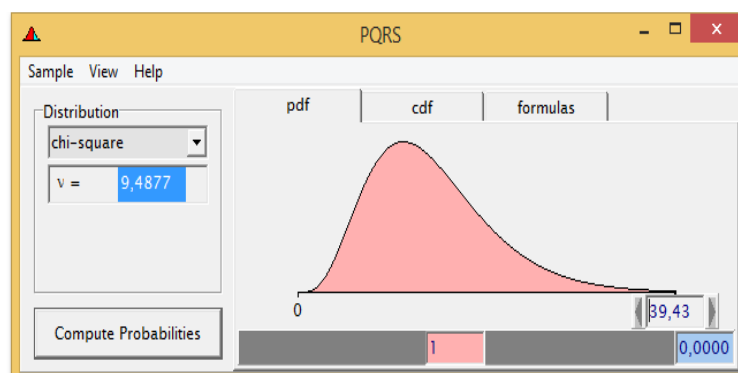 PQRS
Sample View Help
Distribution
chi-square
ν = 9,4877
Compute Probabilities
pdf cdf formulas
0
39,43
1 0,0000